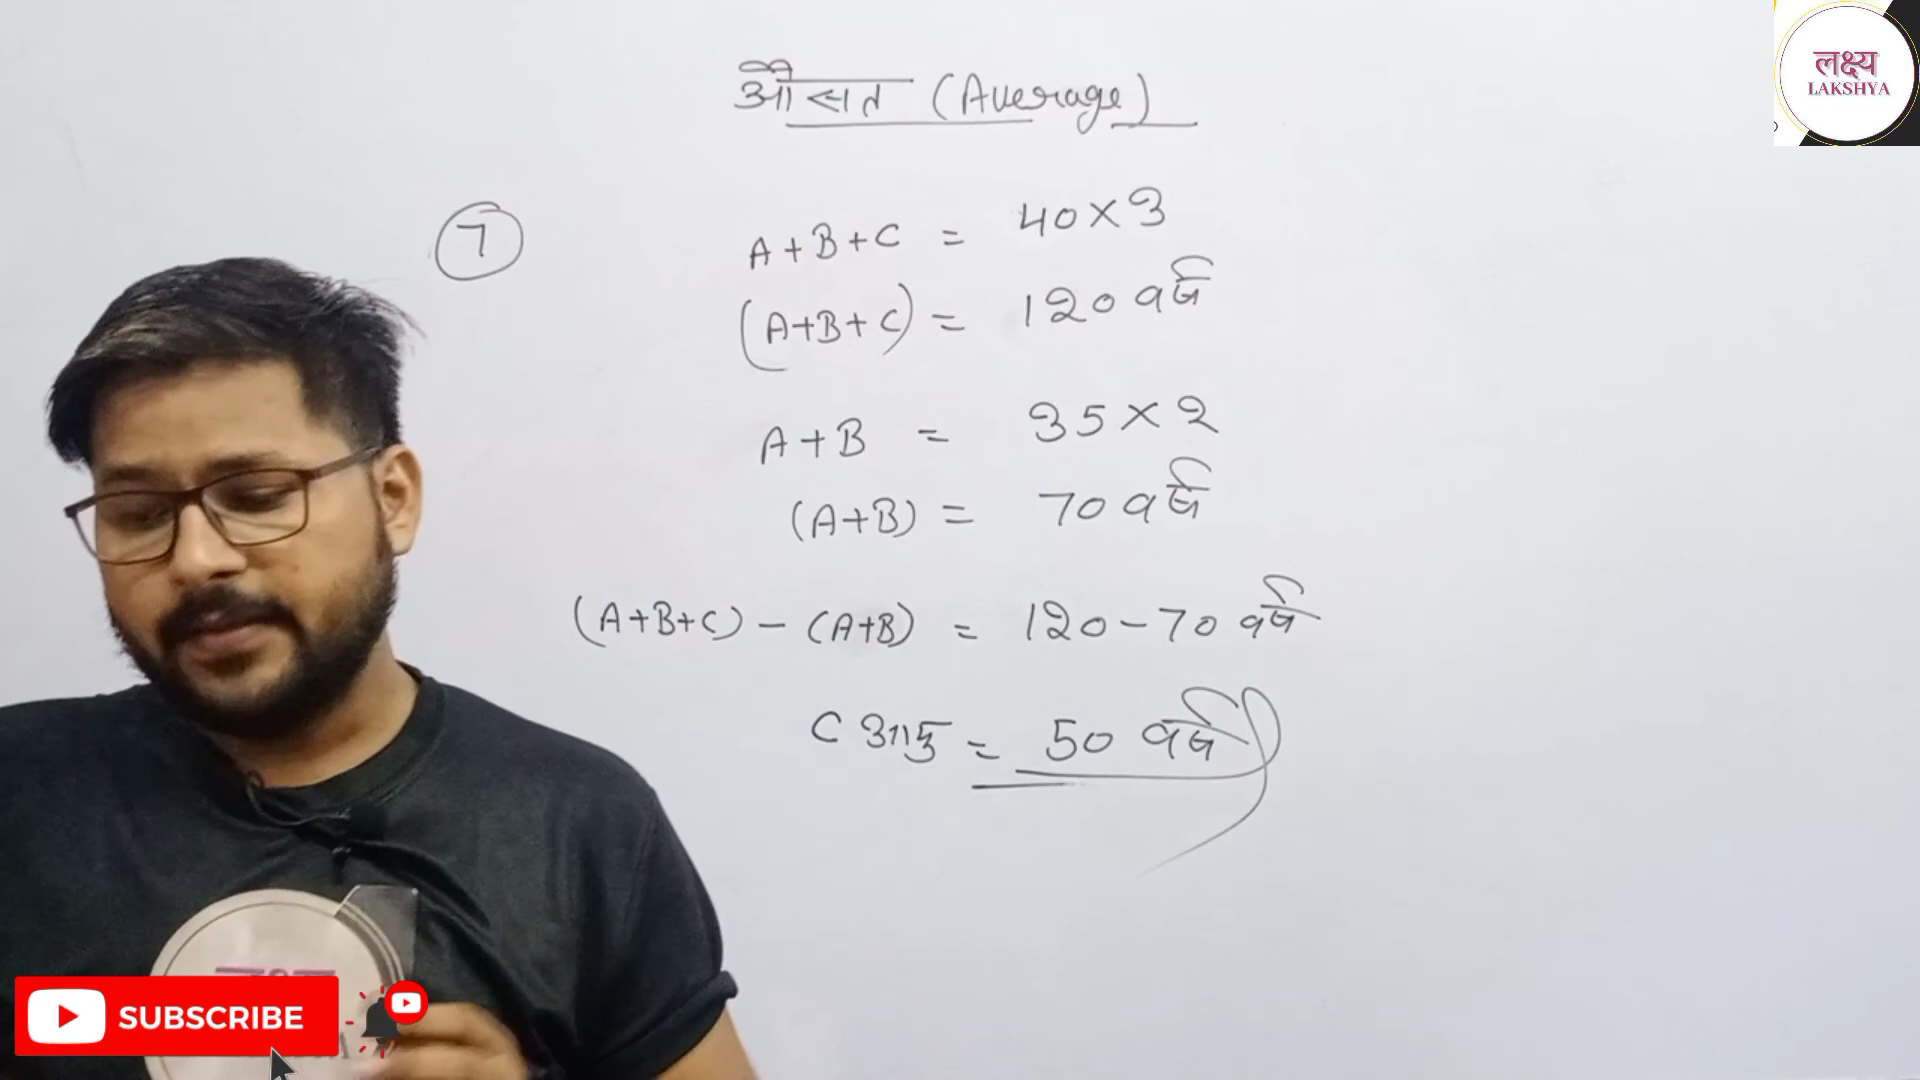 औसत (Average)
लक्ष्य
LAKSHYA
7
A+B+C = 40×3
(A+B+C) = 120 वर्ष
A+B = 35×2
(A+B) = 70 वर्ष
(A+B+C) - (A+B) = 120-70 वर्ष
C आयु = 50 वर्ष
SUBSCRIBE